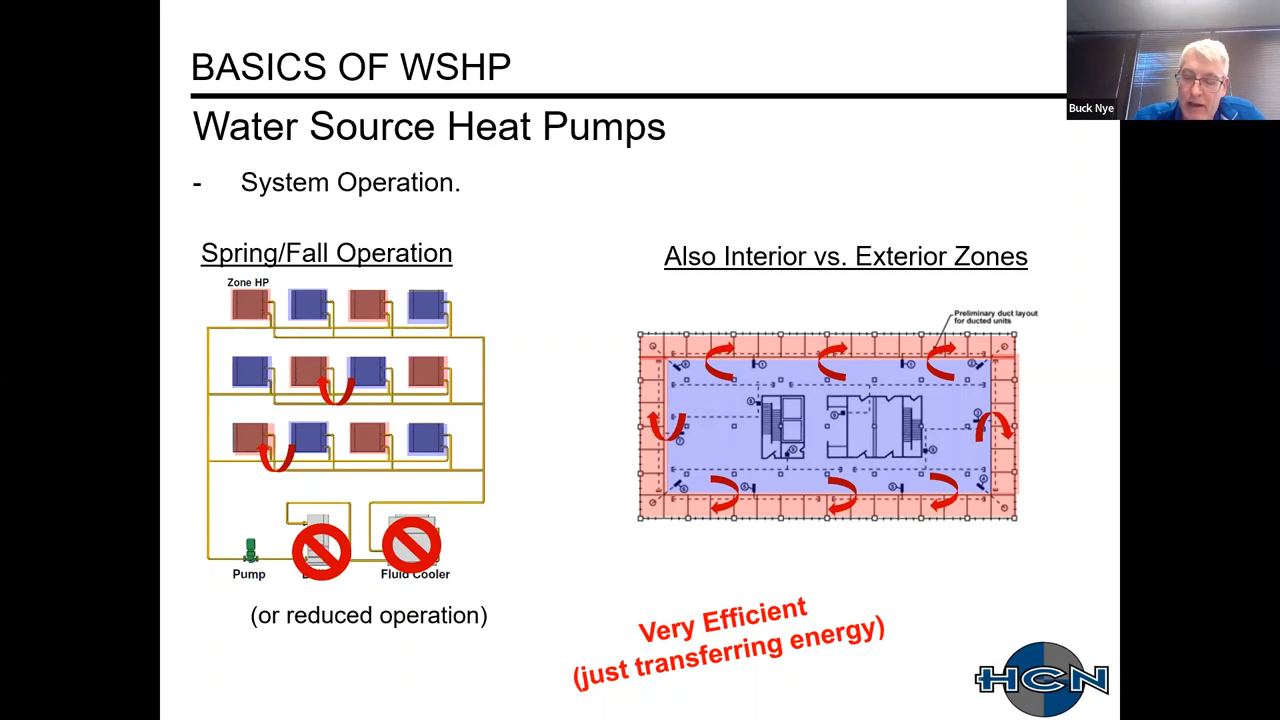 BASICS OF WSHP
Buck Nye
Water Source Heat Pumps
- System Operation.
Spring/Fall Operation
Also Interior vs. Exterior Zones
Zone HP
Preliminary duct layout
for ducted units
Pump
Fluid Cooler
(or reduced operation)
Very Efficient
(just transferring energy)
HCN